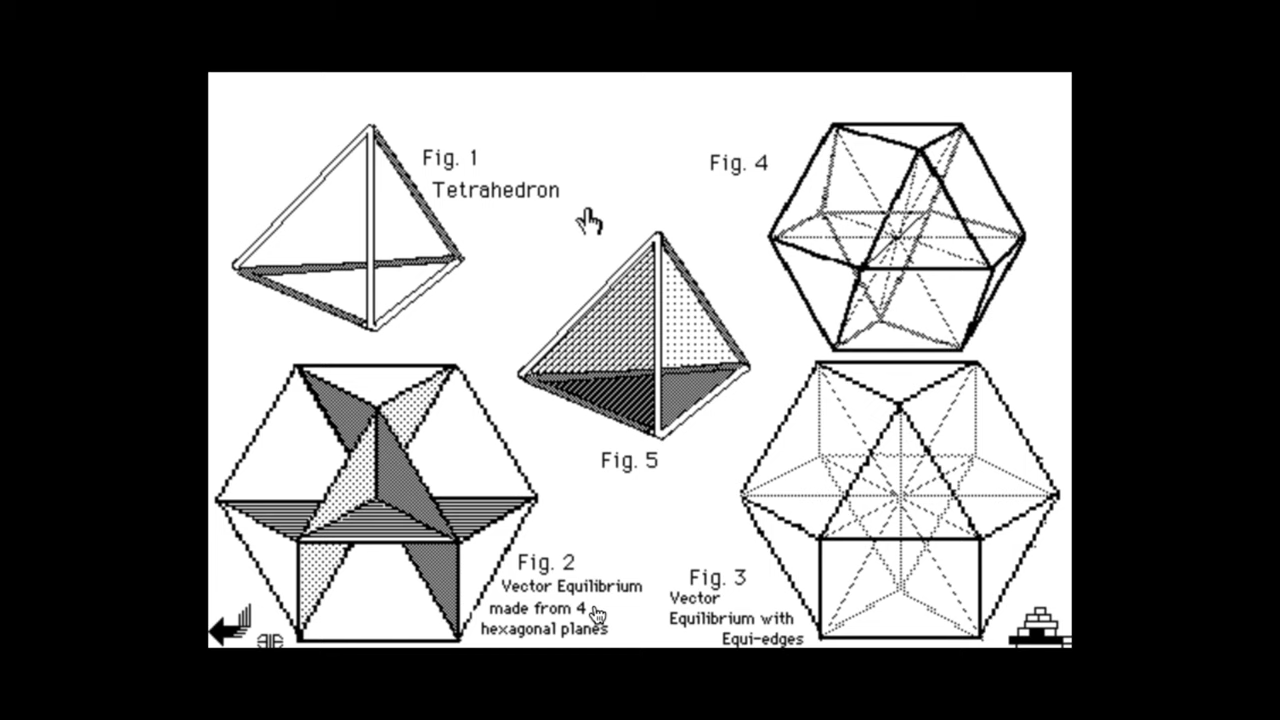 Fig. 1
Tetrahedron
Fig. 4
Fig. 5
Fig. 2
Vector Equilibrium
made from 4
hexagonal planes
Fig. 3
Vector
Equilibrium with
Equi-edges